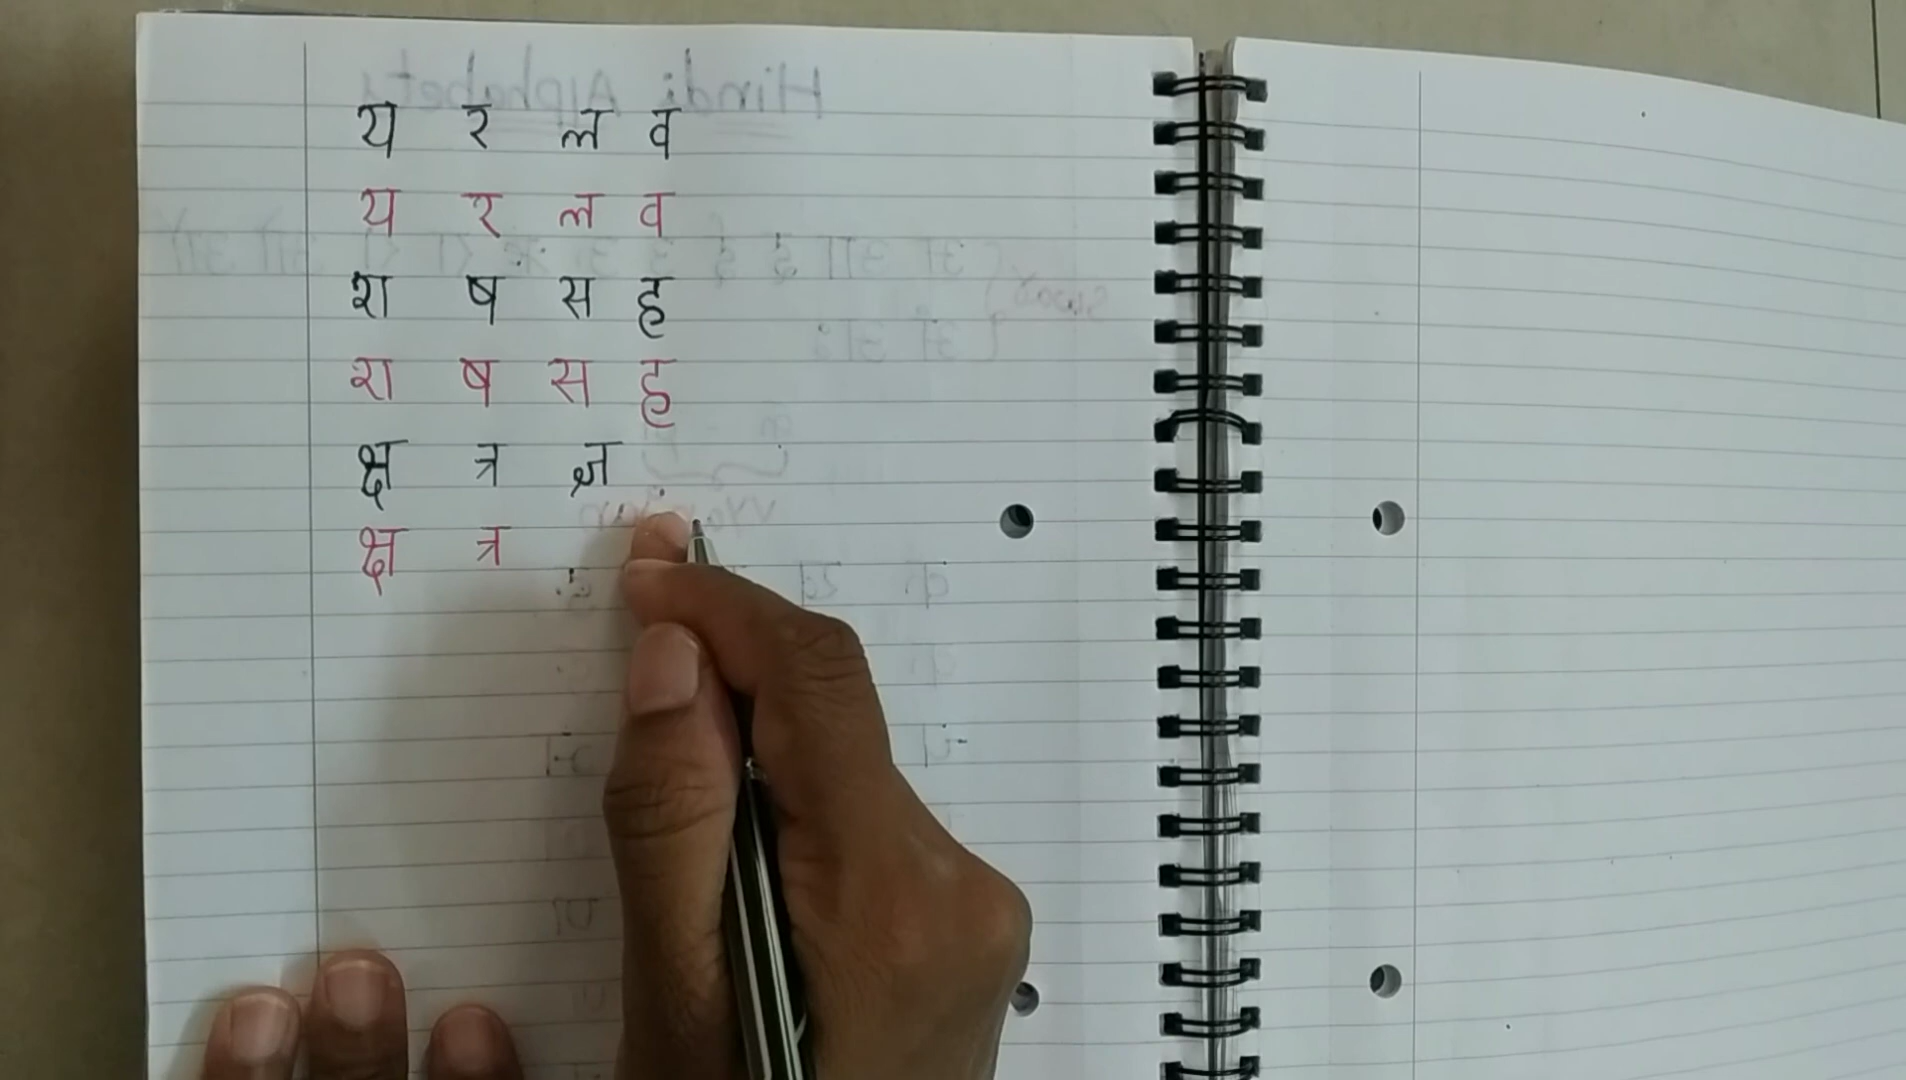 य र ल व
य र ल व
श ष स ह
श ष स ह
क्ष त्र ज्ञ
क्ष त्र